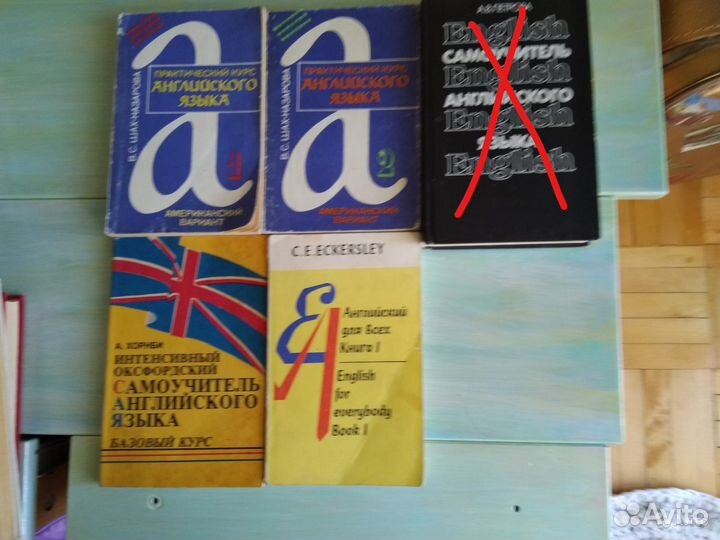 В.С. ШАХ-НАЗАРОВА
ПРАКТИЧЕСКИЙ КУРС
АНГЛИЙСКОГО
ЯЗЫКА
a
1
АМЕРИКАНСКИЙ
ВАРИАНТ
В.С. ШАХ-НАЗАРОВА
ПРАКТИЧЕСКИЙ КУРС
АНГЛИЙСКОГО
ЯЗЫКА
a
2
АМЕРИКАНСКИЙ
ВАРИАНТ
А.В.ПЕТРОВА
English
САМОУЧИТЕЛЬ
English
АНГЛИЙСКОГО
English
ЯЗЫКА
English
А. ХОРНБИ
ИНТЕНСИВНЫЙ
ОКСФОРДСКИЙ
САМОУЧИТЕЛЬ
АНГЛИЙСКОГО
ЯЗЫКА
БАЗОВЫЙ КУРС
C.E.ECKERSLEY
Английский
для всех
Книга 1
English
for
everybody
Book 1
Avito